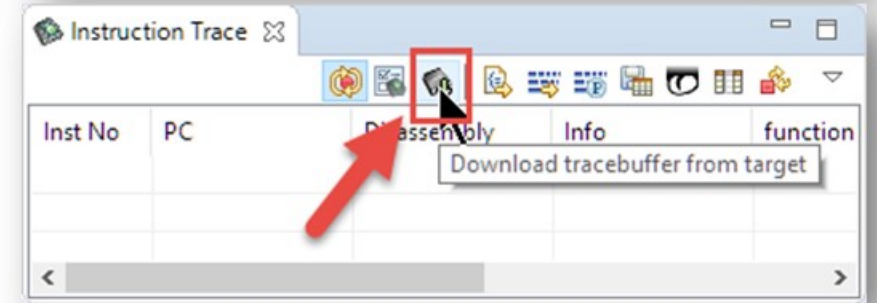 Instruction Trace
Inst No PC Disassembly Info function
Download tracebuffer from target